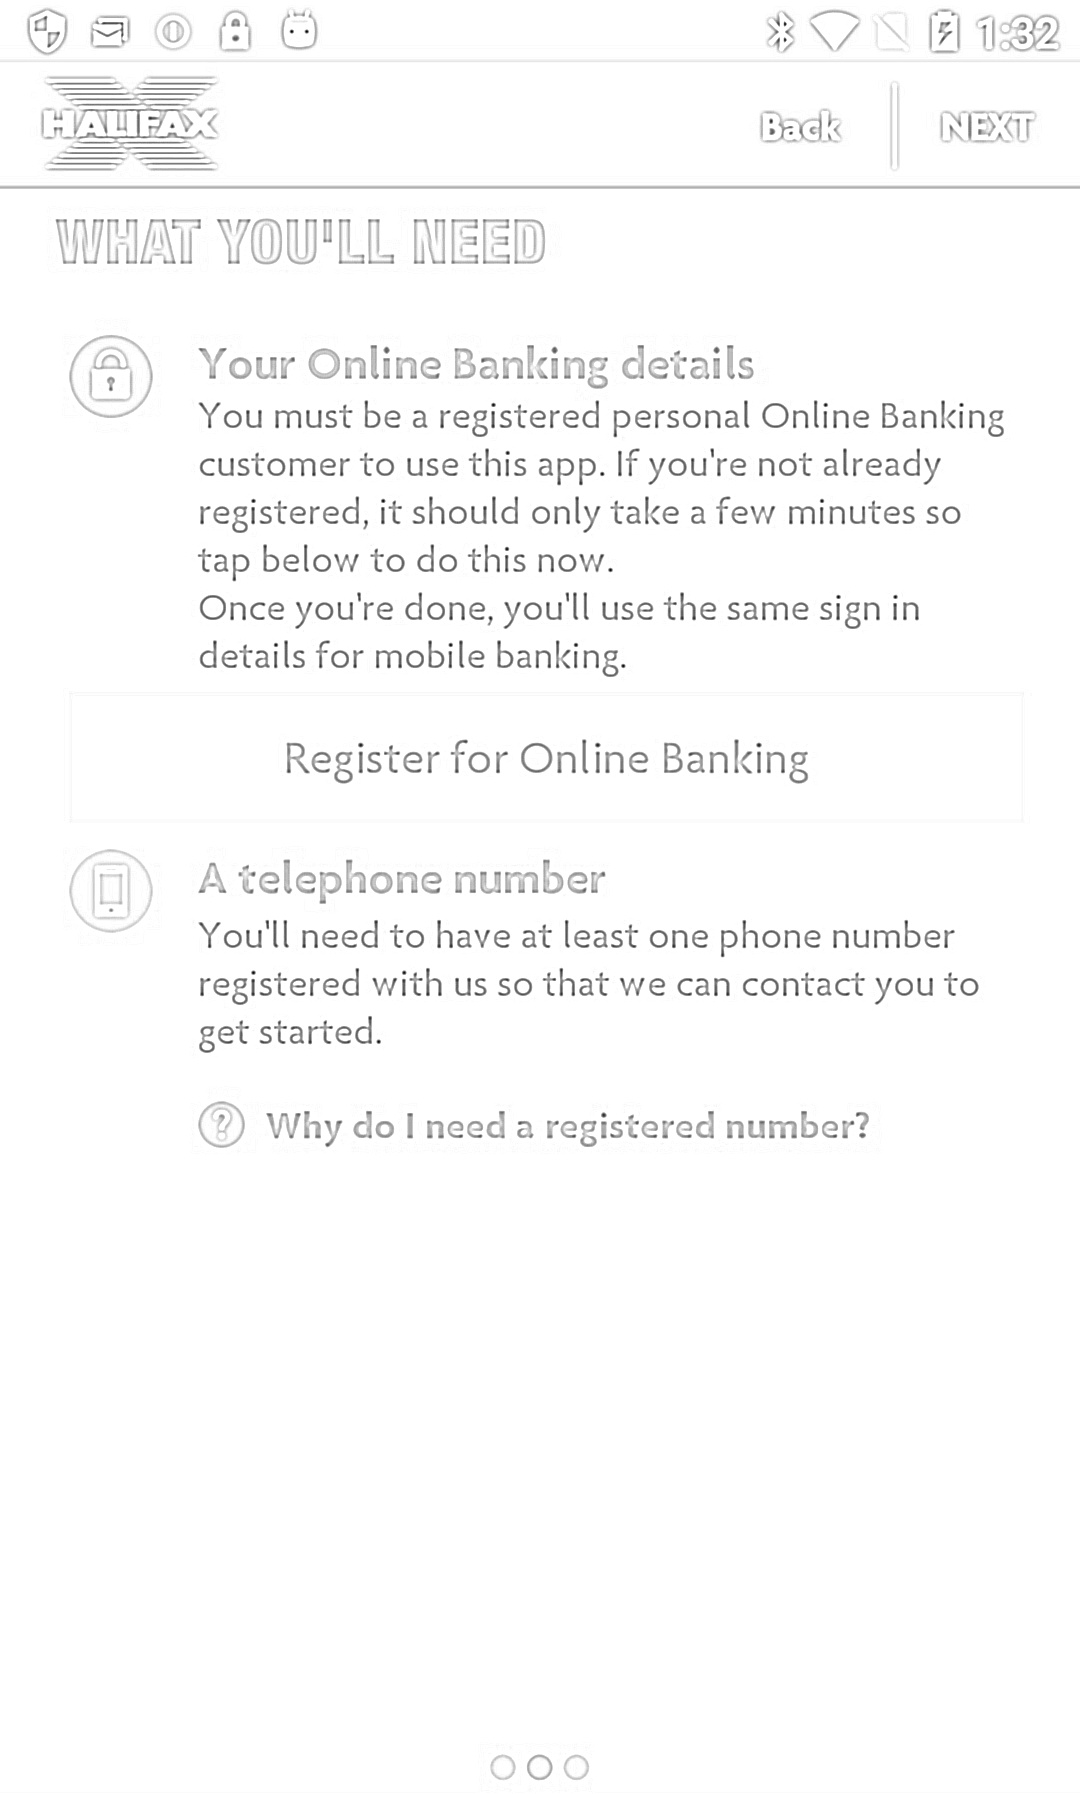 1:32
HALIFAX
Back
NEXT
WHAT YOU'LL NEED
Your Online Banking details
You must be a registered personal Online Banking
customer to use this app. If you're not already
registered, it should only take a few minutes so
tap below to do this now.
Once you're done, you'll use the same sign in
details for mobile banking.
Register for Online Banking
A telephone number
You'll need to have at least one phone number
registered with us so that we can contact you to
get started.
? Why do I need a registered number?